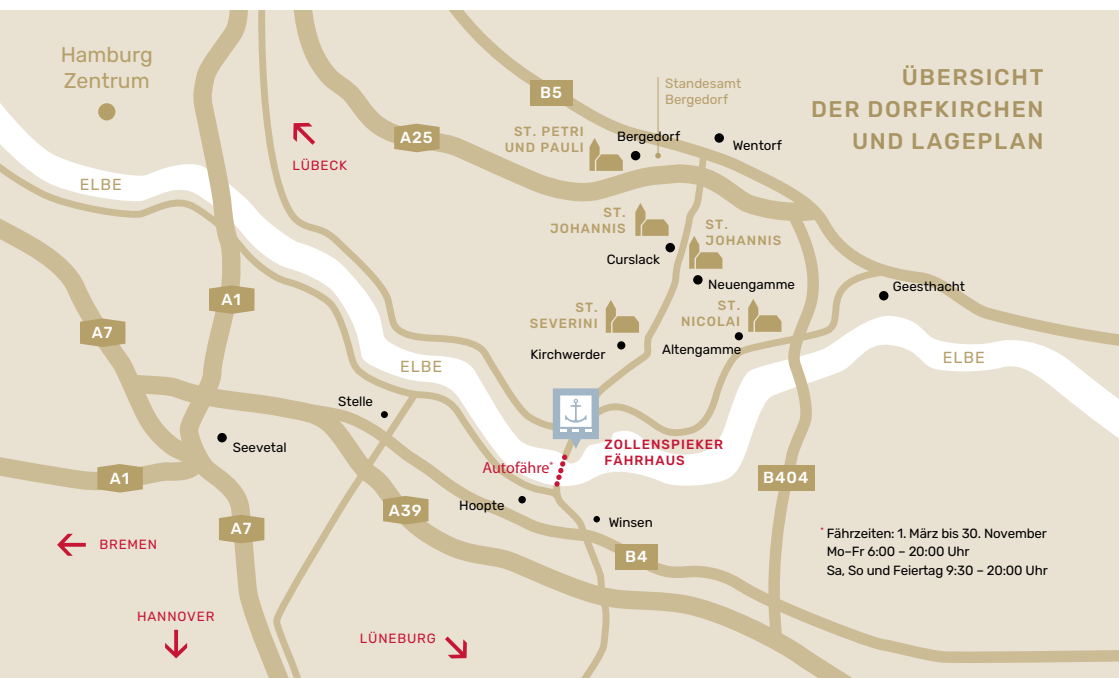 Hamburg
Zentrum
ÜBERSICHT
DER DORFKIRCHEN
UND LAGEPLAN
B5
Standesamt
Bergedorf
A25
ST. PETRI
UND PAULI
Bergedorf
Wentorf
LÜBECK
ELBE
ST.
JOHANNIS
Curslack
ST.
JOHANNIS
Neuengamme
Geesthacht
A1
ST.
SEVERINI
Kirchwerder
ST.
NICOLAI
Altengamme
A7
ELBE
ELBE
Stelle
Seevetal
ZOLLENSPIEKER
FÄHRHAUS
Autofähre*
A1
B404
Hoopte
A39
Winsen
A7
B4
BREMEN
* Fährzeiten: 1. März bis 30. November
Mo–Fr 6:00 – 20:00 Uhr
Sa, So und Feiertag 9:30 – 20:00 Uhr
HANNOVER
LÜNEBURG